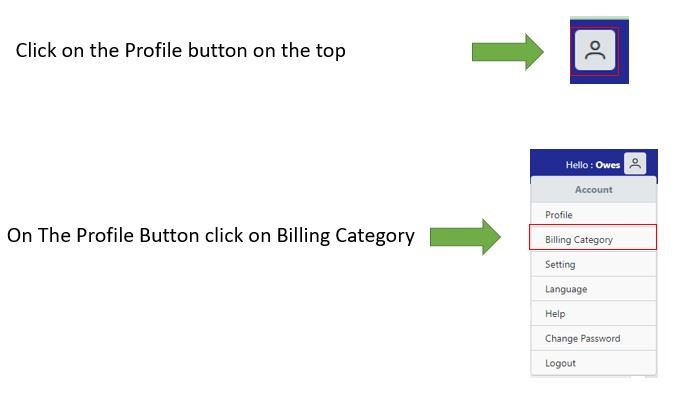 Click on the Profile button on the top
Hello : Owes
Account
Profile
On The Profile Button click on Billing Category
Billing Category
Setting
Language
Help
Change Password
Logout